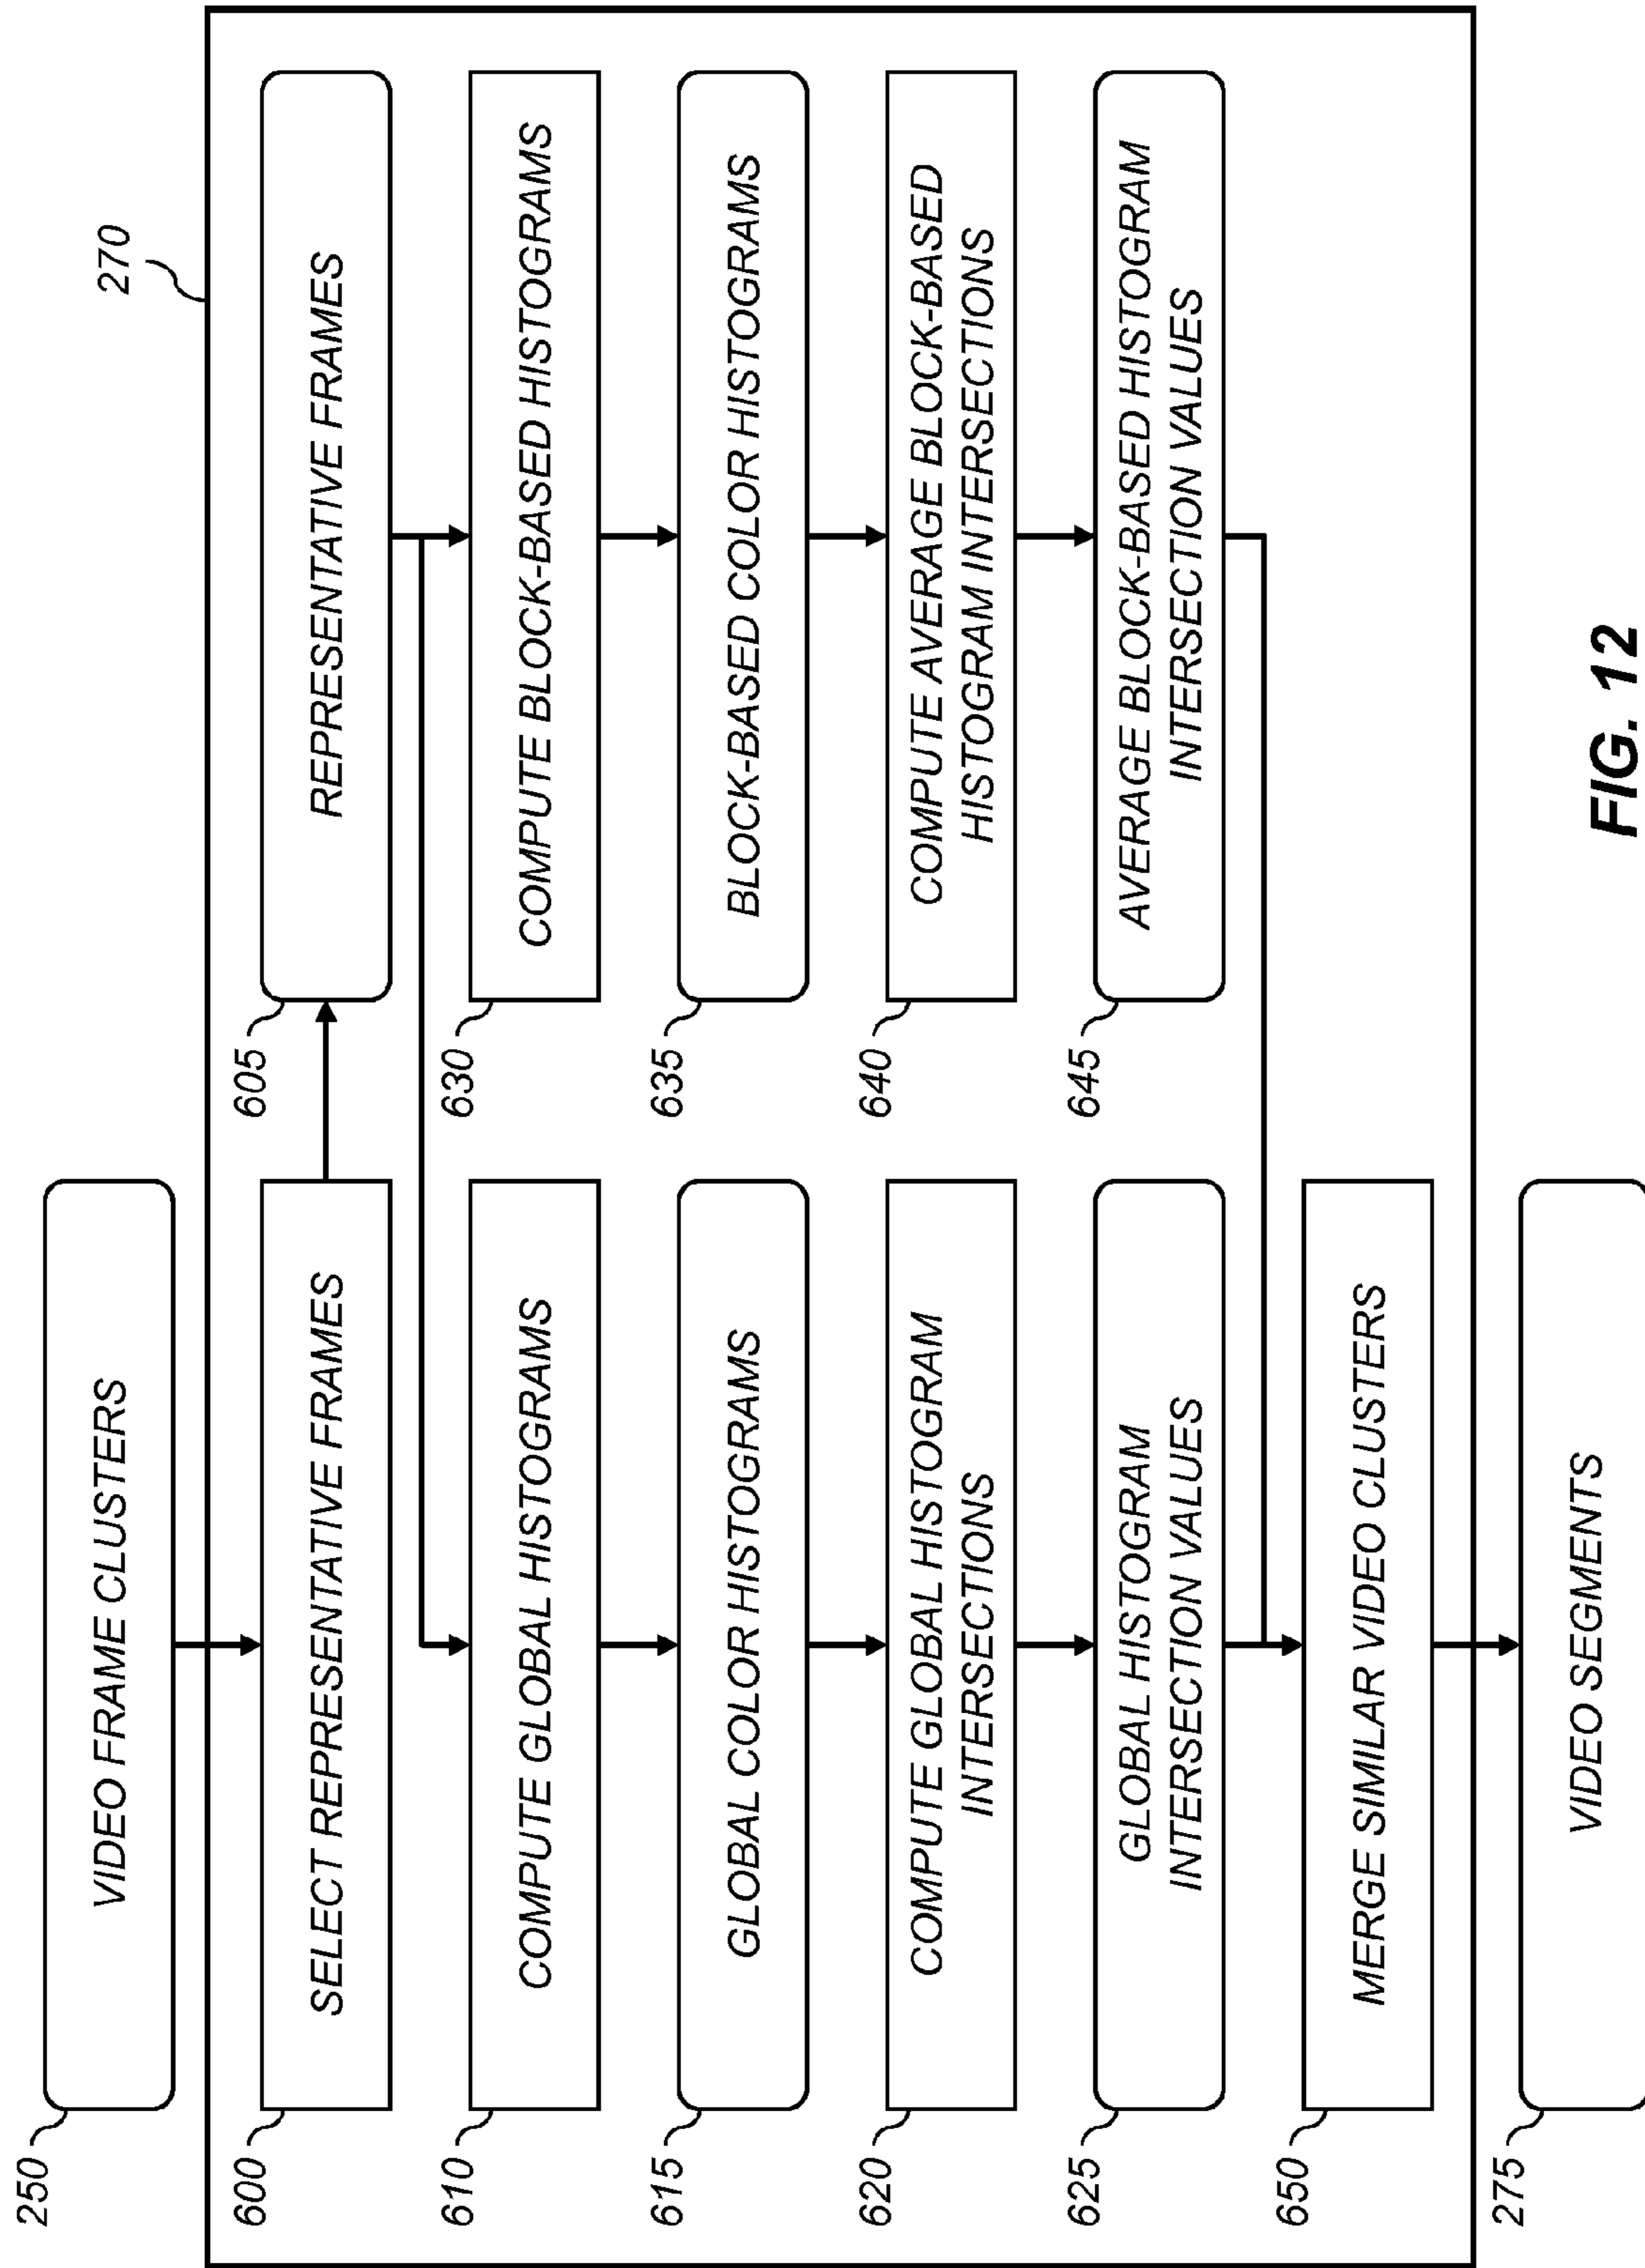 270
250
VIDEO FRAME CLUSTERS
600
SELECT REPRESENTATIVE FRAMES
605
REPRESENTATIVE FRAMES
610
COMPUTE GLOBAL HISTOGRAMS
630
COMPUTE BLOCK-BASED HISTOGRAMS
615
GLOBAL COLOR HISTOGRAMS
635
BLOCK-BASED COLOR HISTOGRAMS
620
COMPUTE GLOBAL HISTOGRAM
INTERSECTIONS
640
COMPUTE AVERAGE BLOCK-BASED
HISTOGRAM INTERSECTIONS
625
GLOBAL HISTOGRAM
INTERSECTION VALUES
645
AVERAGE BLOCK-BASED HISTOGRAM
INTERSECTION VALUES
650
MERGE SIMILAR VIDEO CLUSTERS
275
VIDEO SEGMENTS
FIG. 12